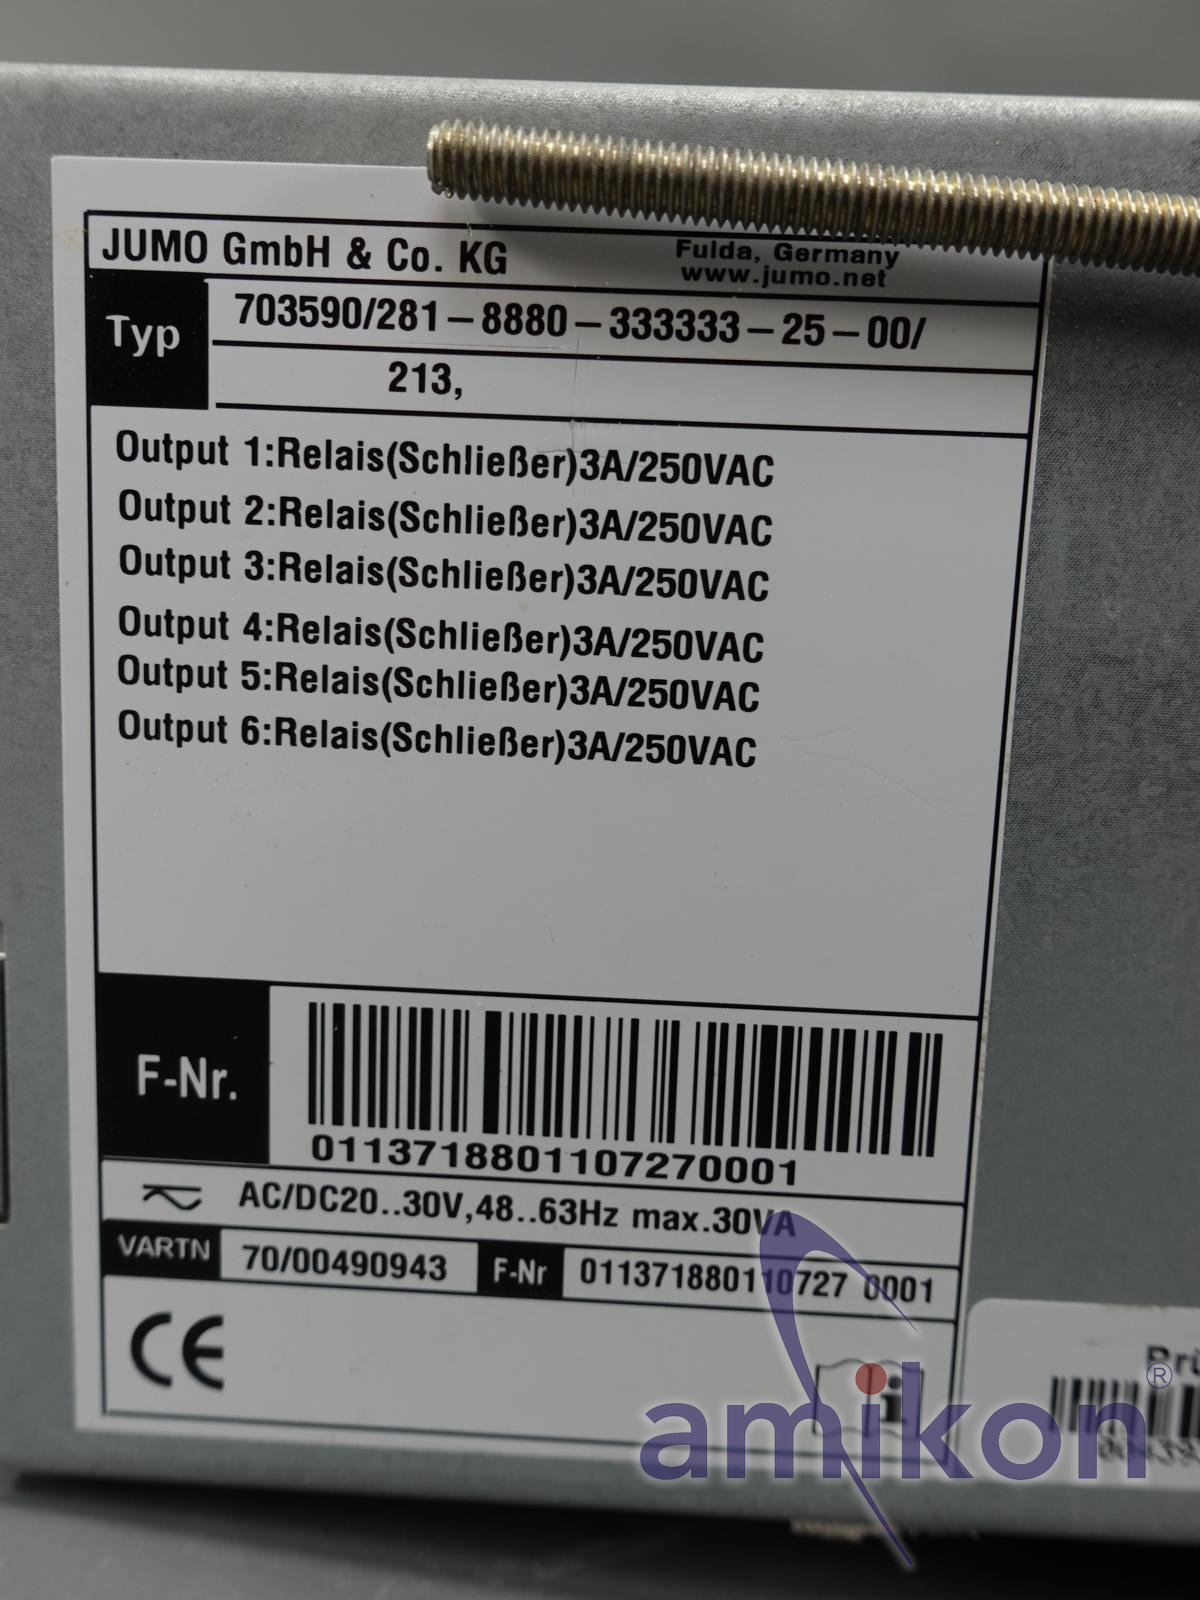 JUMO GmbH & Co. KG
Fulda, Germany
www.jumo.net
Typ
703590/281-8880-333333-25-00/
213,
Output 1:Relais(Schließer)3A/250VAC
Output 2:Relais(Schließer)3A/250VAC
Output 3:Relais(Schließer)3A/250VAC
Output 4:Relais(Schließer)3A/250VAC
Output 5:Relais(Schließer)3A/250VAC
Output 6:Relais(Schließer)3A/250VAC
F-Nr.
0113718801107270001
AC/DC20..30V,48..63Hz max.30VA
VARTN 70/00490943 F-Nr 011371880110727 0001
CE
i
amikon®